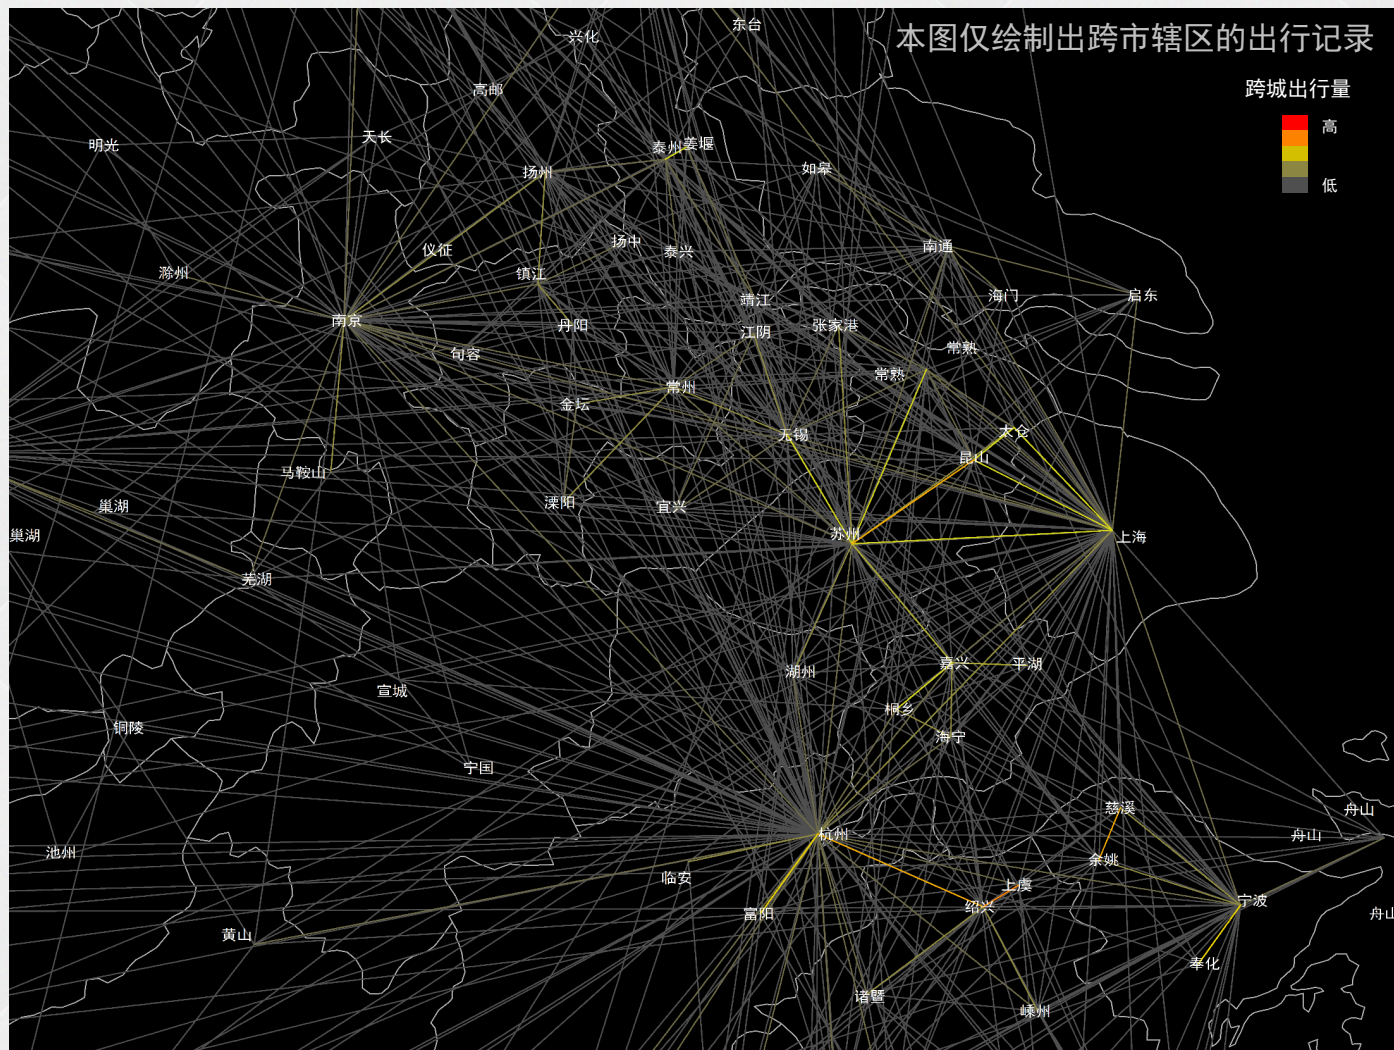 东台
兴化
本图仅绘制出跨市辖区的出行记录
高邮
跨城出行量
高
低
明光
天长
泰州
姜堰
扬州
如皋
扬中
仪征
泰兴
南通
滁州
镇江
靖江
海门
启东
南京
丹阳
江阴
张家港
句容
常熟
常熟
常州
金坛
无锡
太仓
昆山
马鞍山
溧阳
宜兴
巢湖
巢湖
苏州
上海
芜湖
嘉兴
平湖
湖州
宣城
桐乡
铜陵
海宁
宁国
慈溪
舟山
杭州
舟山
池州
余姚
临安
上虞
富阳
绍兴
宁波
舟山
黄山
奉化
诸暨
嵊州